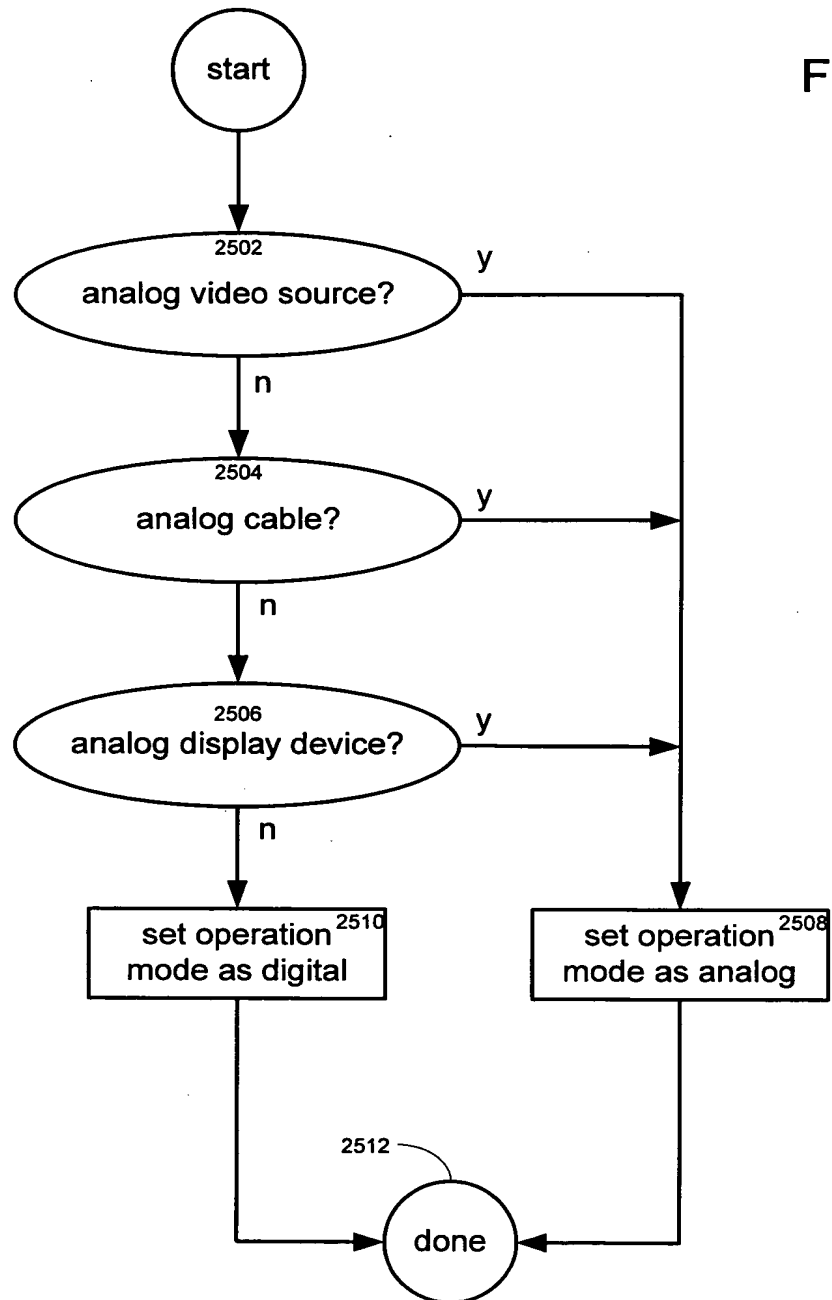 start
F
2502
analog video source?
y
n
2504
analog cable?
y
n
2506
analog display device?
y
n
set operation 2510
mode as digital
set operation 2508
mode as analog
2512
done